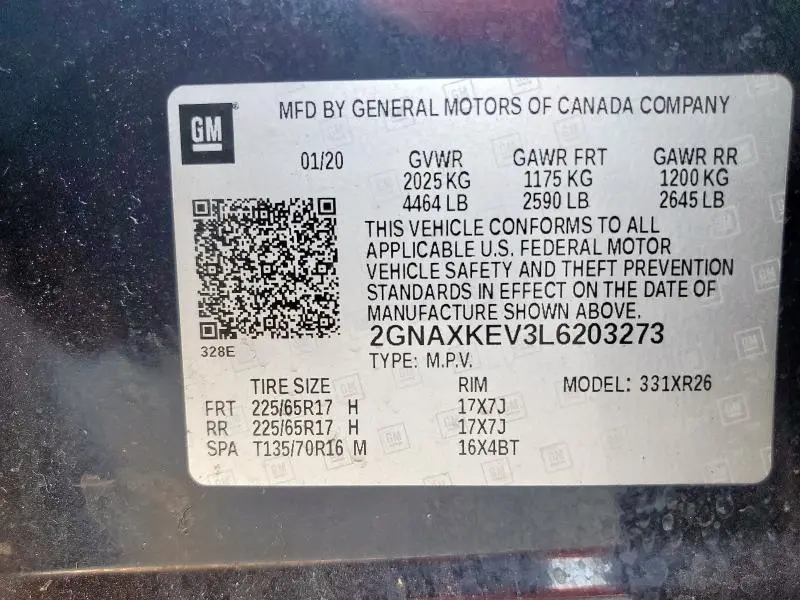 GM ®
MFD BY GENERAL MOTORS OF CANADA COMPANY
01/20 GVWR GAWR FRT GAWR RR
2025 KG 1175 KG 1200 KG
4464 LB 2590 LB 2645 LB
THIS VEHICLE CONFORMS TO ALL
APPLICABLE U.S. FEDERAL MOTOR
VEHICLE SAFETY AND THEFT PREVENTION
STANDARDS IN EFFECT ON THE DATE OF
MANUFACTURE SHOWN ABOVE.
2GNAXKEV3L6203273
328E
TYPE: M.P.V.
TIRE SIZE RIM MODEL: 331XR26
FRT 225/65R17 H 17X7J
RR 225/65R17 H 17X7J
SPA T135/70R16 M 16X4BT